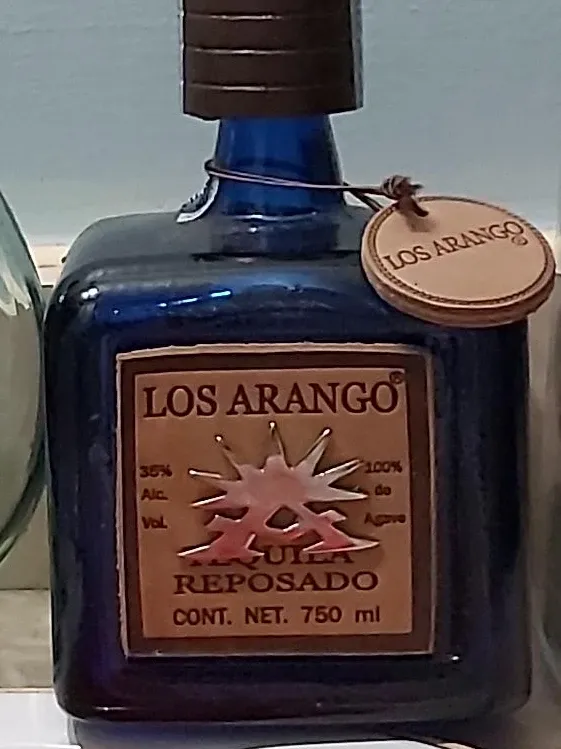 LOS ARANGO®
LOS ARANGO®
35%
Alc.
Vol.
100%
de
Agave
TEQUILA
REPOSADO
CONT. NET. 750 ml